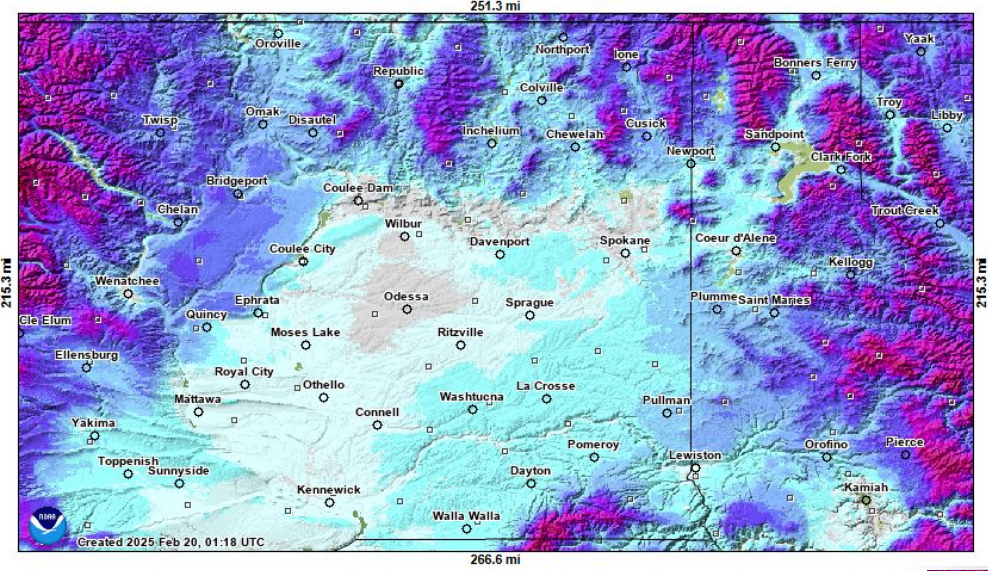 251.3 mi
Oroville
Northport
Ione
Yaak
Republic
Bonners Ferry
Colville
Troy
Libby
Twisp
Omak
Disautel
Inchelium
Chewelah
Cusick
Sandpoint
Newport
Clark Fork
Bridgeport
Coulee Dam
Chelan
Trout Creek
Wilbur
Davenport
Spokane
Coeur d'Alene
Coulee City
Kellogg
215.3 mi
215.3 mi
Wenatchee
Ephrata
Odessa
Sprague
Plummer
Saint Maries
Quincy
Cle Elum
Moses Lake
Ritzville
Ellensburg
Royal City
Othello
Washtucna
La Crosse
Mattawa
Pullman
Connell
Yakima
Pomeroy
Orofino
Pierce
Toppenish
Sunnyside
Dayton
Lewiston
Kennewick
Kamiah
Walla Walla
NOAA
Created 2025 Feb 20, 01:18 UTC
266.6 mi